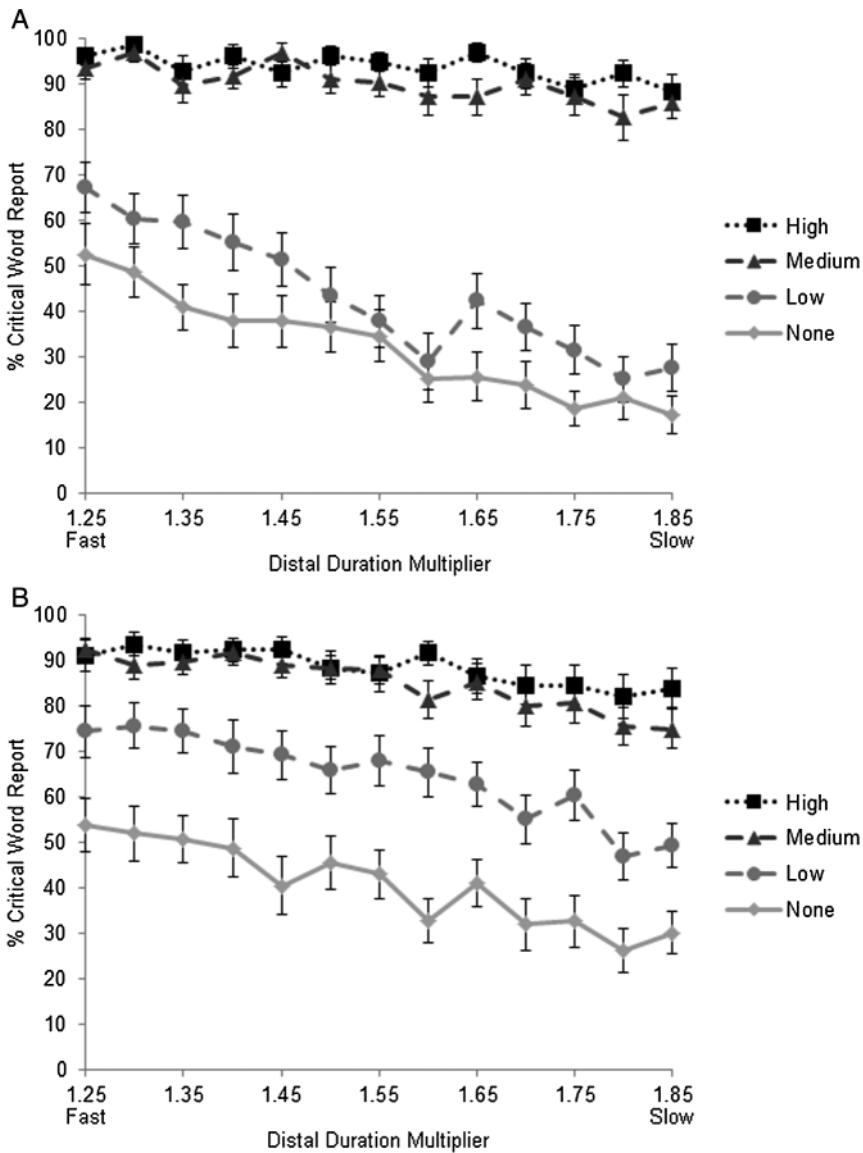 A
100
90
80
70
60
50
40
30
20
10
0
% Critical Word Report
1.25 1.35 1.45 1.55 1.65 1.75 1.85
Fast Slow
Distal Duration Multiplier
High
Medium
Low
None
B
100
90
80
70
60
50
40
30
20
10
0
% Critical Word Report
1.25 1.35 1.45 1.55 1.65 1.75 1.85
Fast Slow
Distal Duration Multiplier
High
Medium
Low
None